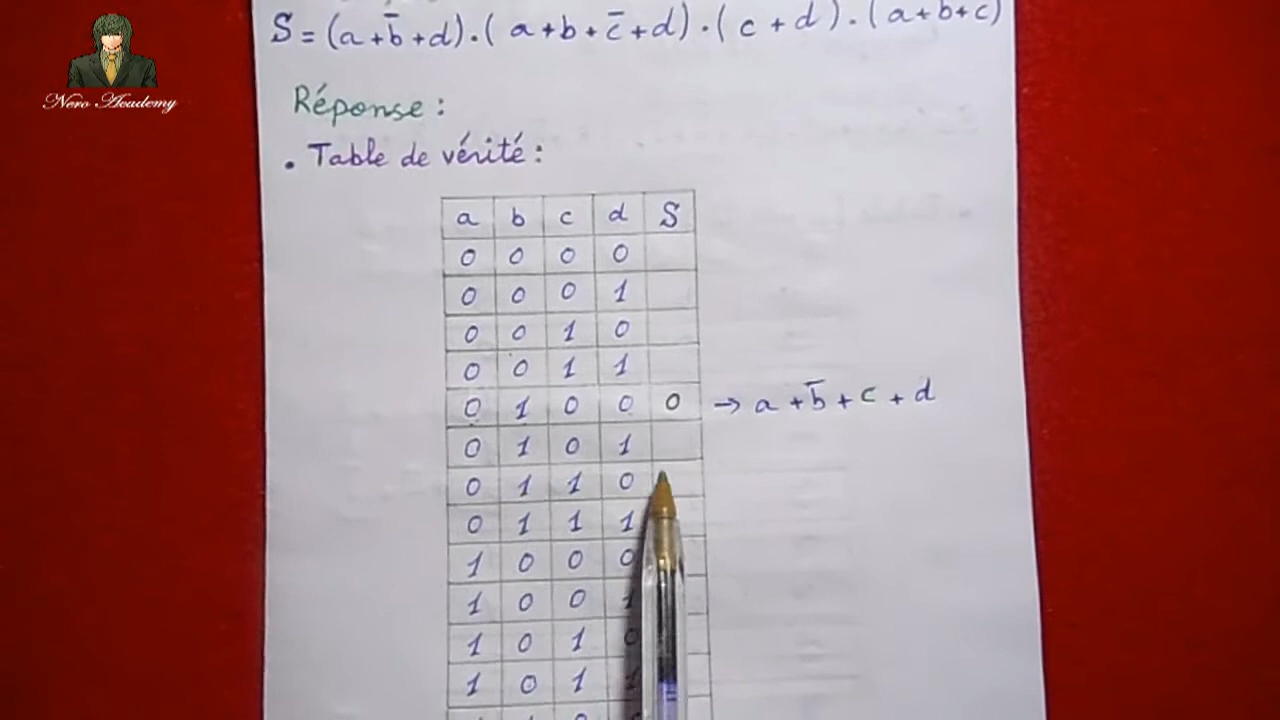 S = (a+b̄+d).(a+b+c̄+d).(c+d).(a+b+c)
Nero Academy
Réponse :
• Table de vérité :
a b c d S
0 0 0 0
0 0 0 1
0 0 1 0
0 0 1 1
0 1 0 0 0 → a+b̄+c+d
0 1 0 1
0 1 1 0
0 1 1 1
1 0 0 0
1 0 0 1
1 0 1 0
1 0 1 1